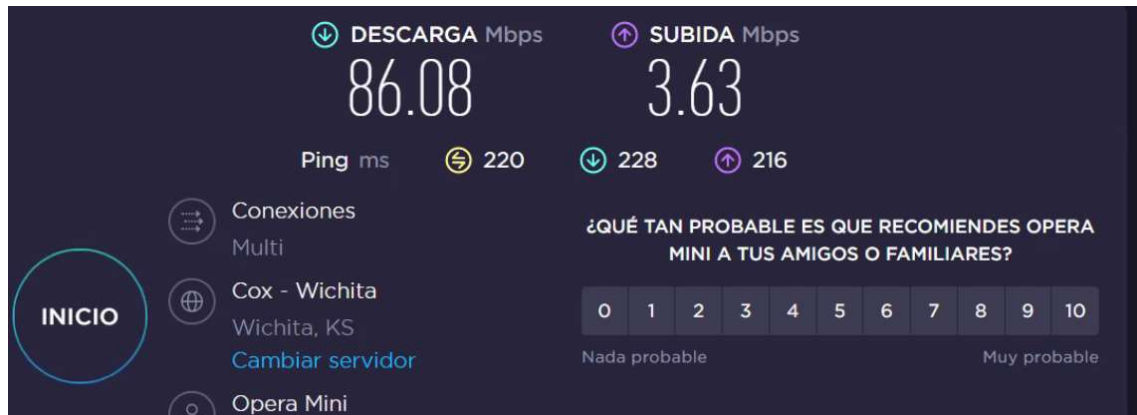 DESCARGA Mbps
SUBIDA Mbps
86.08
3.63
Ping ms 220 228 216
Conexiones
Multi
INICIO
Cox - Wichita
Wichita, KS
Cambiar servidor
Opera Mini
¿QUÉ TAN PROBABLE ES QUE RECOMIENDES OPERA
MINI A TUS AMIGOS O FAMILIARES?
0 1 2 3 4 5 6 7 8 9 10
Nada probable
Muy probable